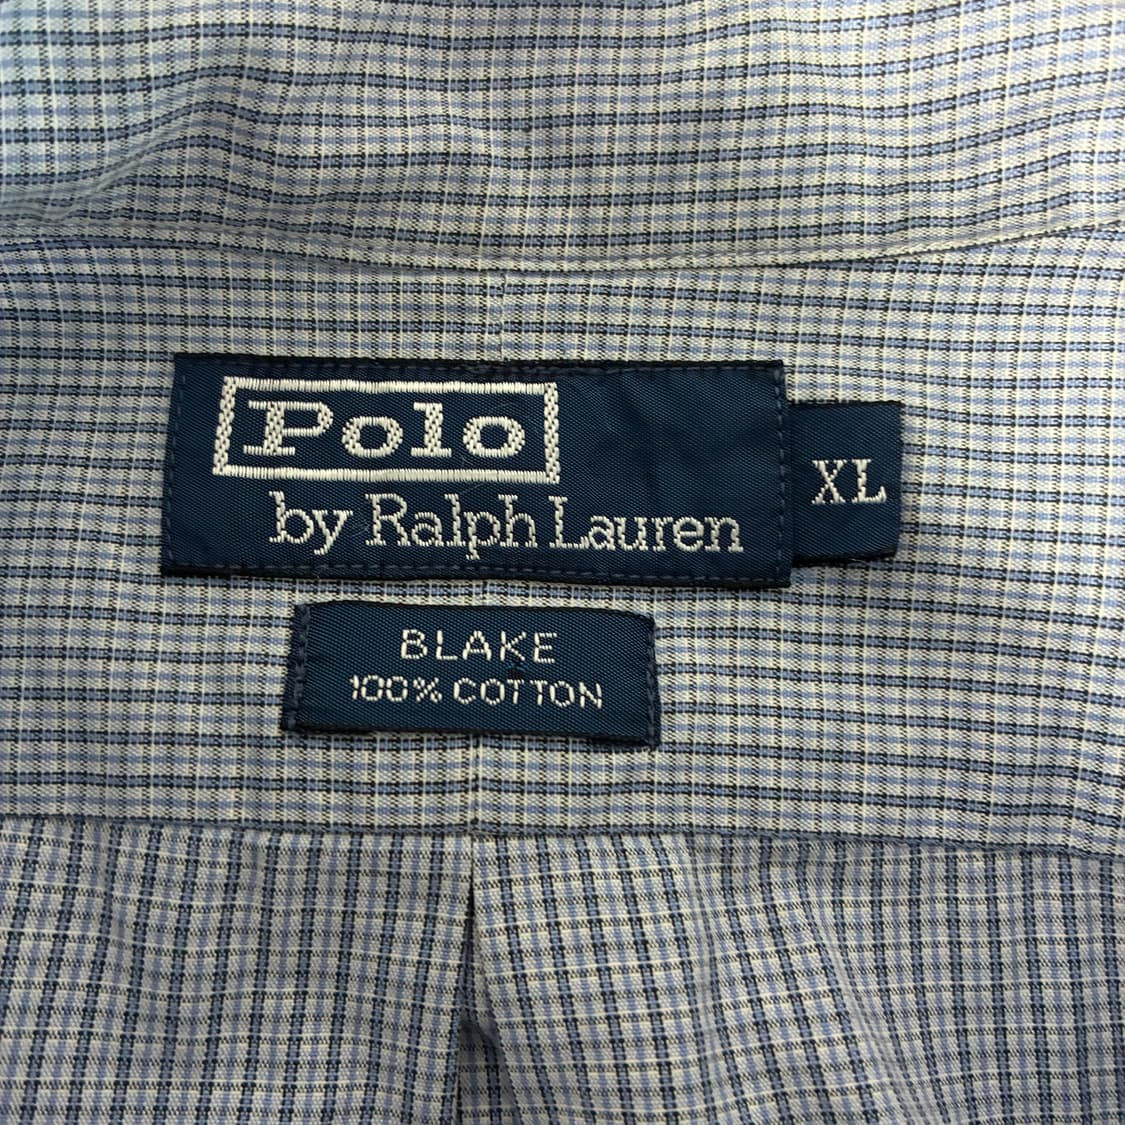 Polo
by Ralph Lauren
XL
BLAKE
100% COTTON